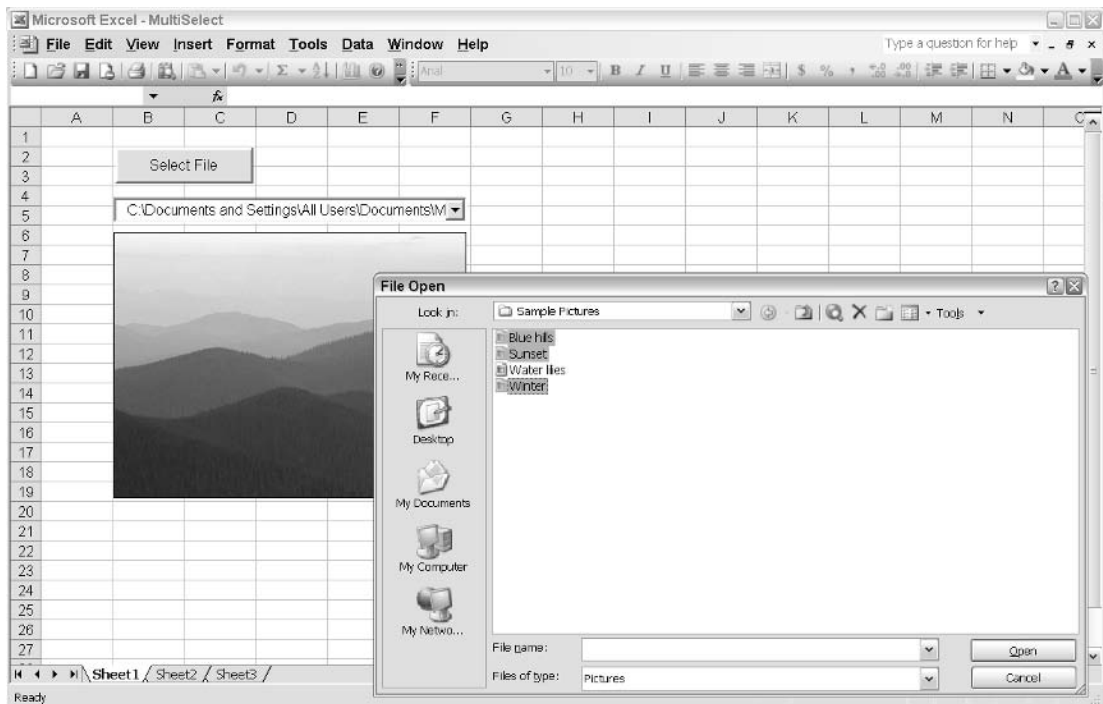 Microsoft Excel - MultiSelect
File Edit View Insert Format Tools Data Window Help
Type a question for help
Arial
10
B I U
$ % ,
fx
A B C D E F G H I J K L M N
1
2
Select File
3
4
C:\Documents and Settings\All Users\Documents\M
5
6
7
8
File Open
9
Look in:
Sample Pictures
Tools
10
11
Blue hills
12
Sunset
13
Water lilies
My Rece...
Winter
14
15
16
Desktop
17
18
19
My Documents
20
21
22
23
My Computer
24
25
26
My Netwo...
27
File name:
Open
Sheet1 / Sheet2 / Sheet3 /
Files of type:
Pictures
Cancel
Ready